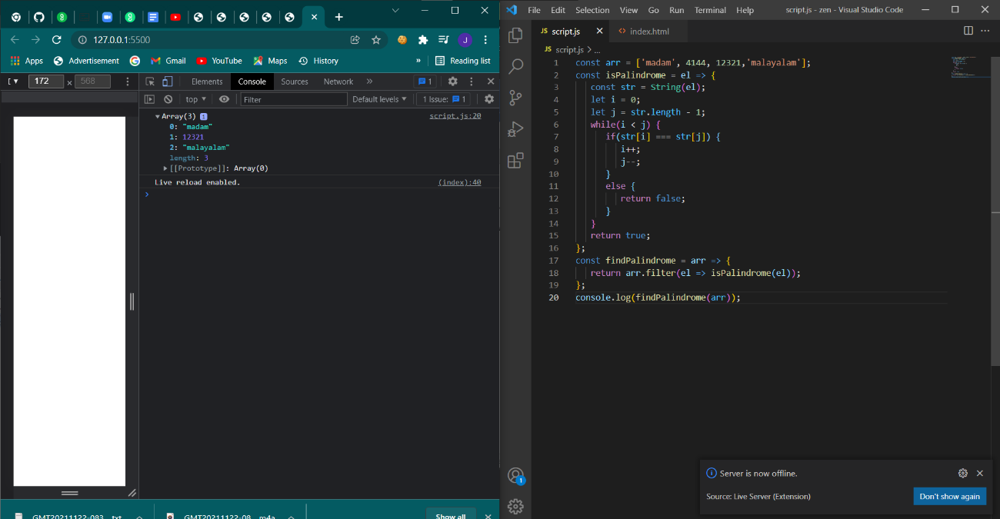 127.0.0.1:5500
J
Apps Advertisement Gmail YouTube Maps History » Reading list
172 × 568
Elements Console Sources Network » 1
top Filter Default levels 1 Issue: 1
Array(3) script.js:20
0: "madam"
1: 12321
2: "malayalam"
length: 3
[[Prototype]]: Array(0)
Live reload enabled. (index):40
GMT20211122-083....txt GMT20211122-08....m4a Show all
File Edit Selection View Go Run Terminal Help script.js - zen - Visual Studio Code
JS script.js index.html
JS script.js > ...
1 const arr = ['madam', 4144, 12321,'malayalam'];
2 const isPalindrome = el => {
3 const str = String(el);
4 let i = 0;
5 let j = str.length - 1;
6 while(i < j) {
7 if(str[i] === str[j]) {
8 i++;
9 j--;
10 }
11 else {
12 return false;
13 }
14 }
15 return true;
16 };
17 const findPalindrome = arr => {
18 return arr.filter(el => isPalindrome(el));
19 };
20 console.log(findPalindrome(arr));
1
Server is now offline.
Source: Live Server (Extension) Don't show again